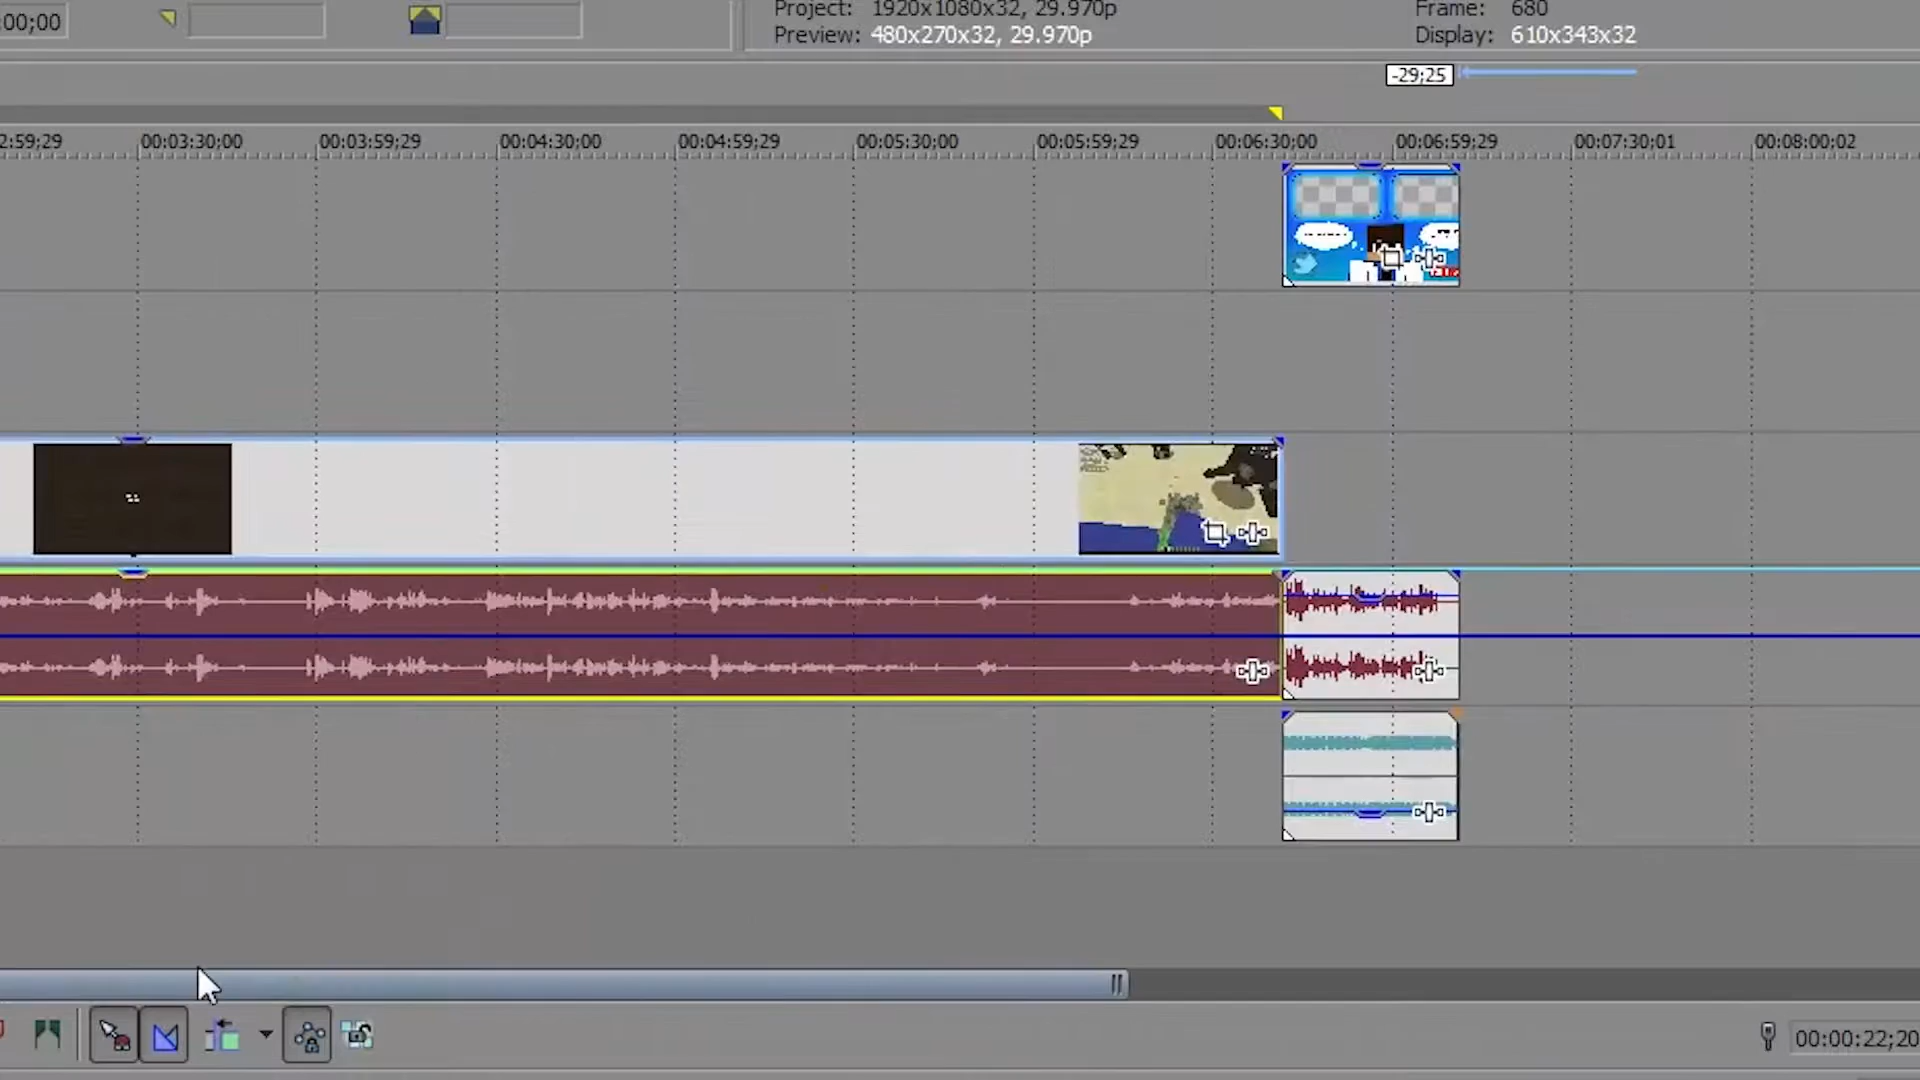 :00;00
Project: 1920x1080x32, 29.970p
Frame: 680
Preview: 480x270x32, 29.970p
Display: 610x343x32
-29;25
2:59;29 00:03:30;00 00:03:59;29 00:04:30;00 00:04:59;29 00:05:30;00 00:05:59;29 00:06:30;00 00:06:59;29 00:07:30;01 00:08:00;02
00:00:22;20